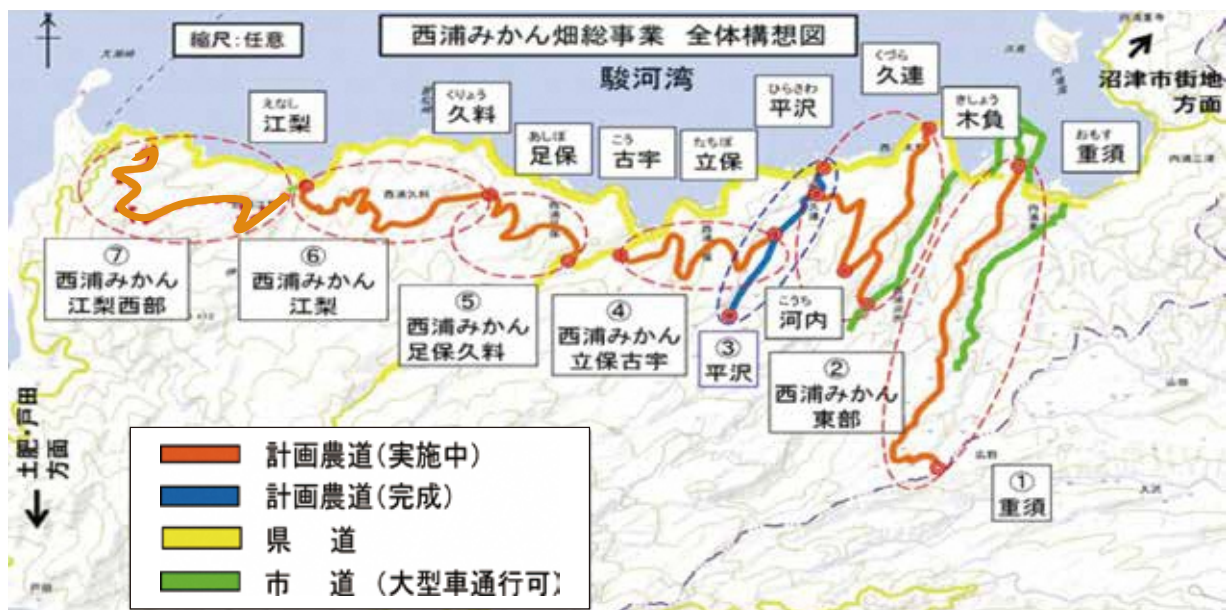 縮尺:任意
西浦みかん畑総事業 全体構想図
駿河湾
沼津市街地
方面
えなし
江梨
くりょう
久料
あしぼ
足保
こう
古宇
たちぼ
立保
ひらさわ
平沢
くづら
久連
きしょう
木負
おもす
重須
西浦久料
⑦
西浦みかん
江梨西部
⑥
西浦みかん
江梨
⑤
西浦みかん
足保久料
④
西浦みかん
立保古宇
③
平沢
こうち
河内
②
西浦みかん
東部
①
重須
土肥・戸田
方面
計画農道(実施中)
計画農道(完成)
県 道
市 道 (大型車通行可)
戸田